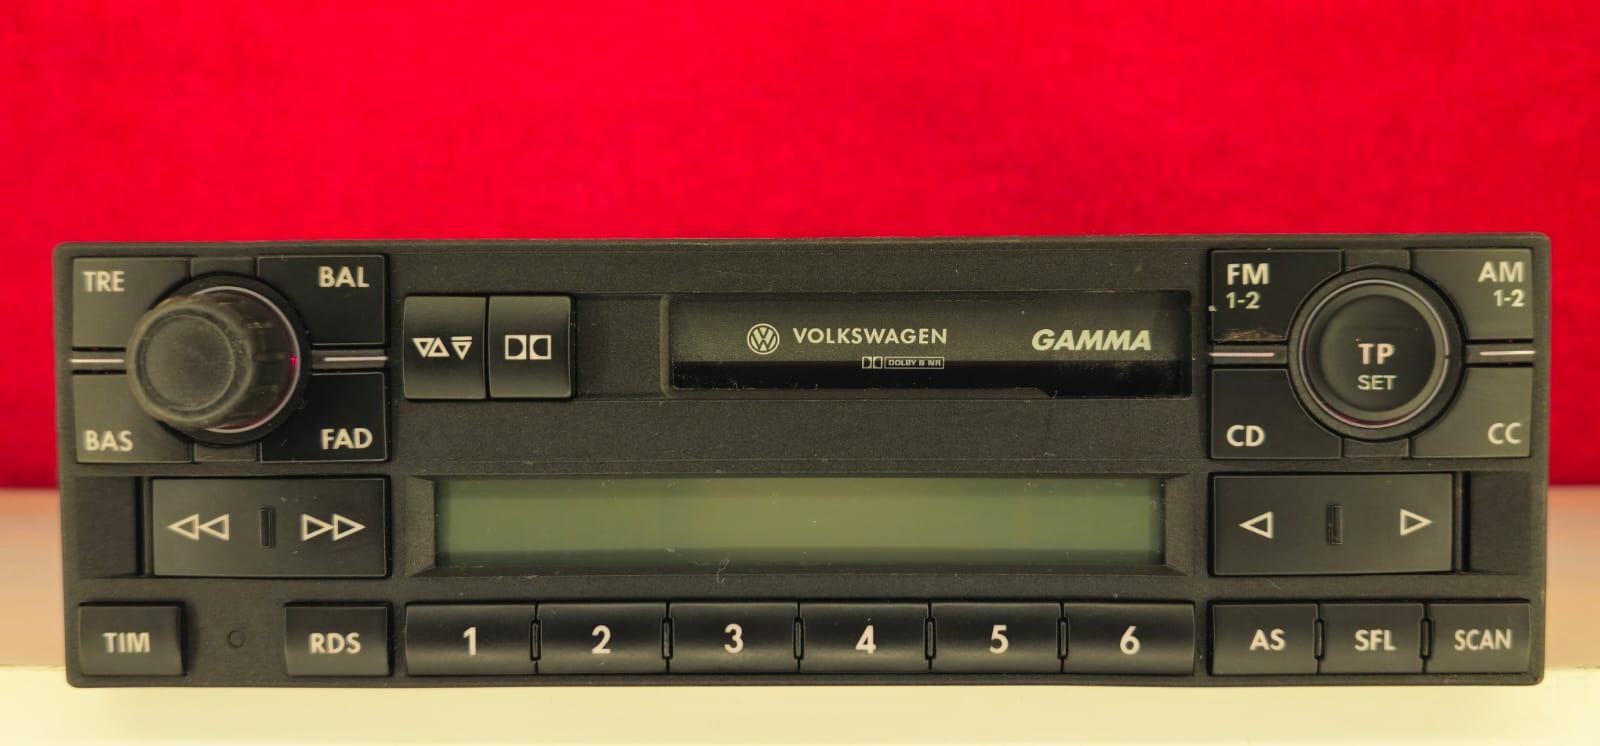 TRE
BAL
BAS
FAD
VOLKSWAGEN
GAMMA
DOLBY B NR
FM
1-2
AM
1-2
TP
SET
CD
CC
TIM
RDS
1
2
3
4
5
6
AS
SFL
SCAN